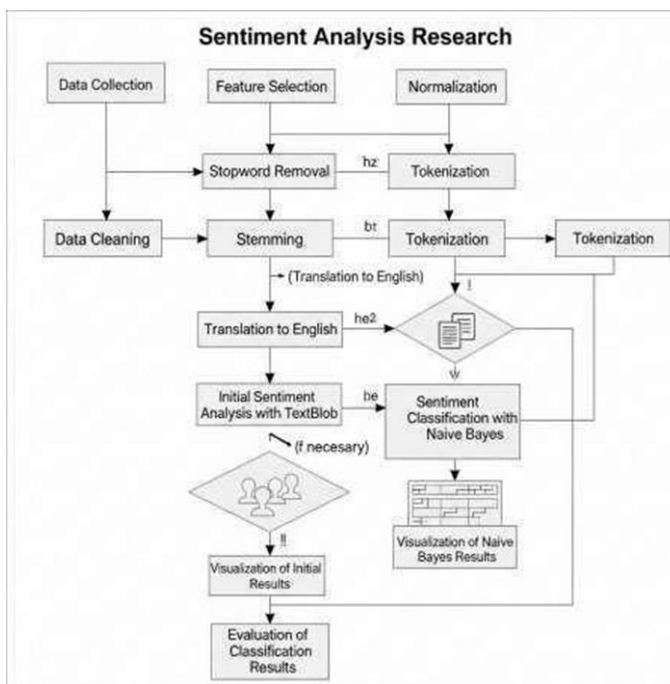 Sentiment Analysis Research
Data Collection
Feature Selection
Normalization
Stopword Removal
hz
Tokenization
Data Cleaning
Stemming
bt
Tokenization
Tokenization
(Translation to English)
Translation to English
he2
Initial Sentiment
Analysis with TextBlob
be
Sentiment
Classification with
Naive Bayes
(f necesary)
Visualization of Initial
Results
Visualization of Naive
Bayes Results
Evaluation of
Classification
Results